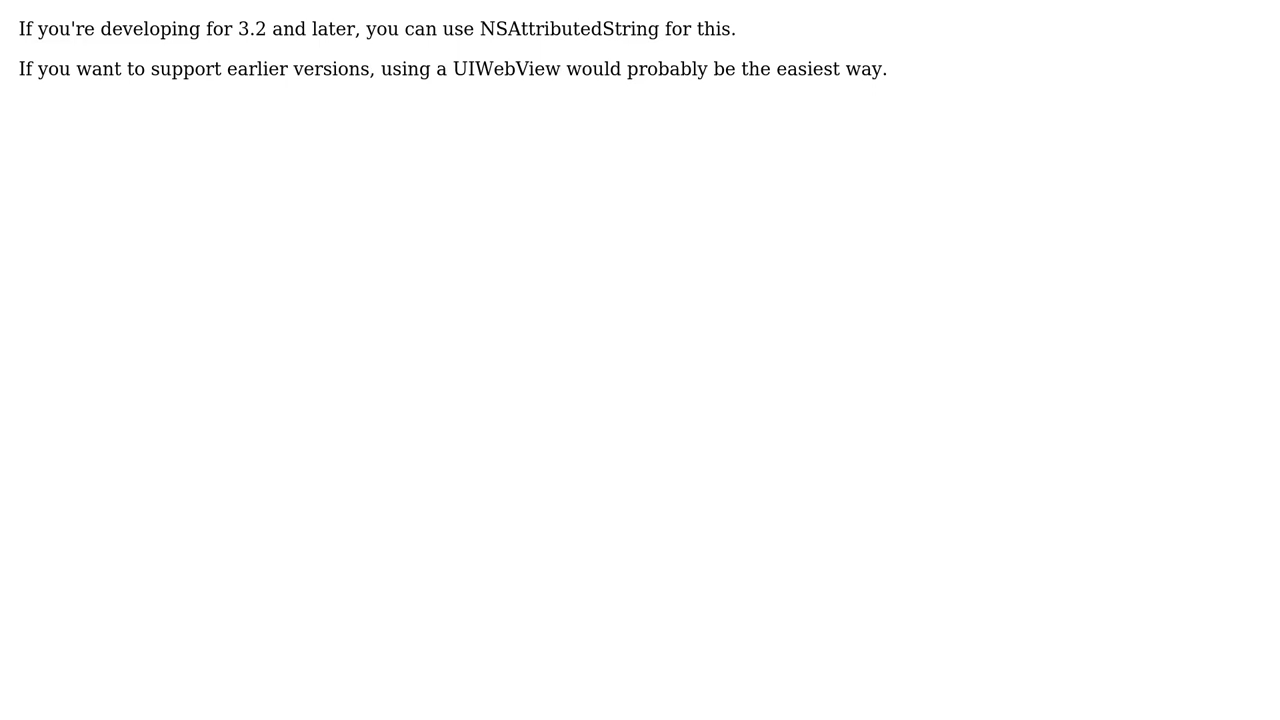 If you're developing for 3.2 and later, you can use NSAttributedString for this.
If you want to support earlier versions, using a UIWebView would probably be the easiest way.